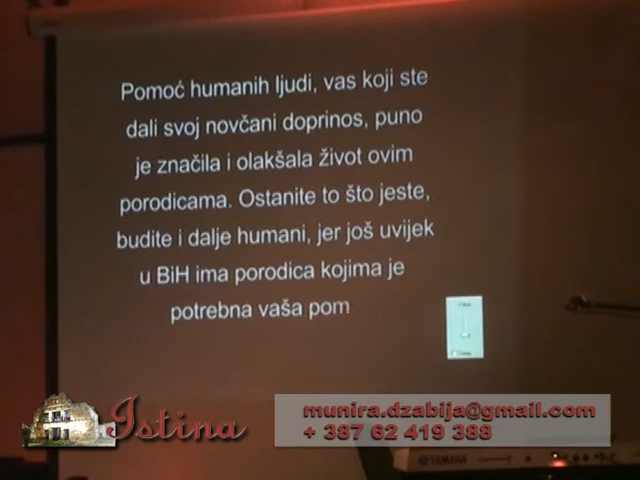 Pomoć humanih ljudi, vas koji ste
dali svoj novčani doprinos, puno
je značila i olakšala život ovim
porodicama. Ostanite to što jeste,
budite i dalje humani, jer još uvijek
u BiH ima porodica kojima je
potrebna vaša pom
Istina
munira.dzabija@gmail.com
+ 387 62 419 388
YAMAHA